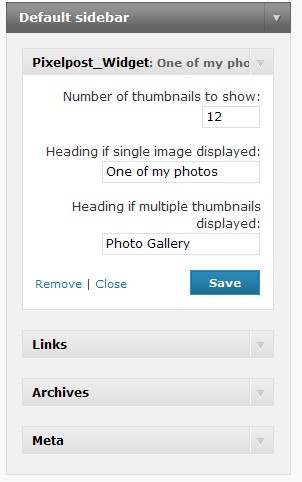 Default sidebar
Pixelpost_Widget: One of my pho
Number of thumbnails to show:
12
Heading if single image displayed:
One of my photos
Heading if multiple thumbnails
displayed:
Photo Gallery
Remove | Close
Save
Links
Archives
Meta